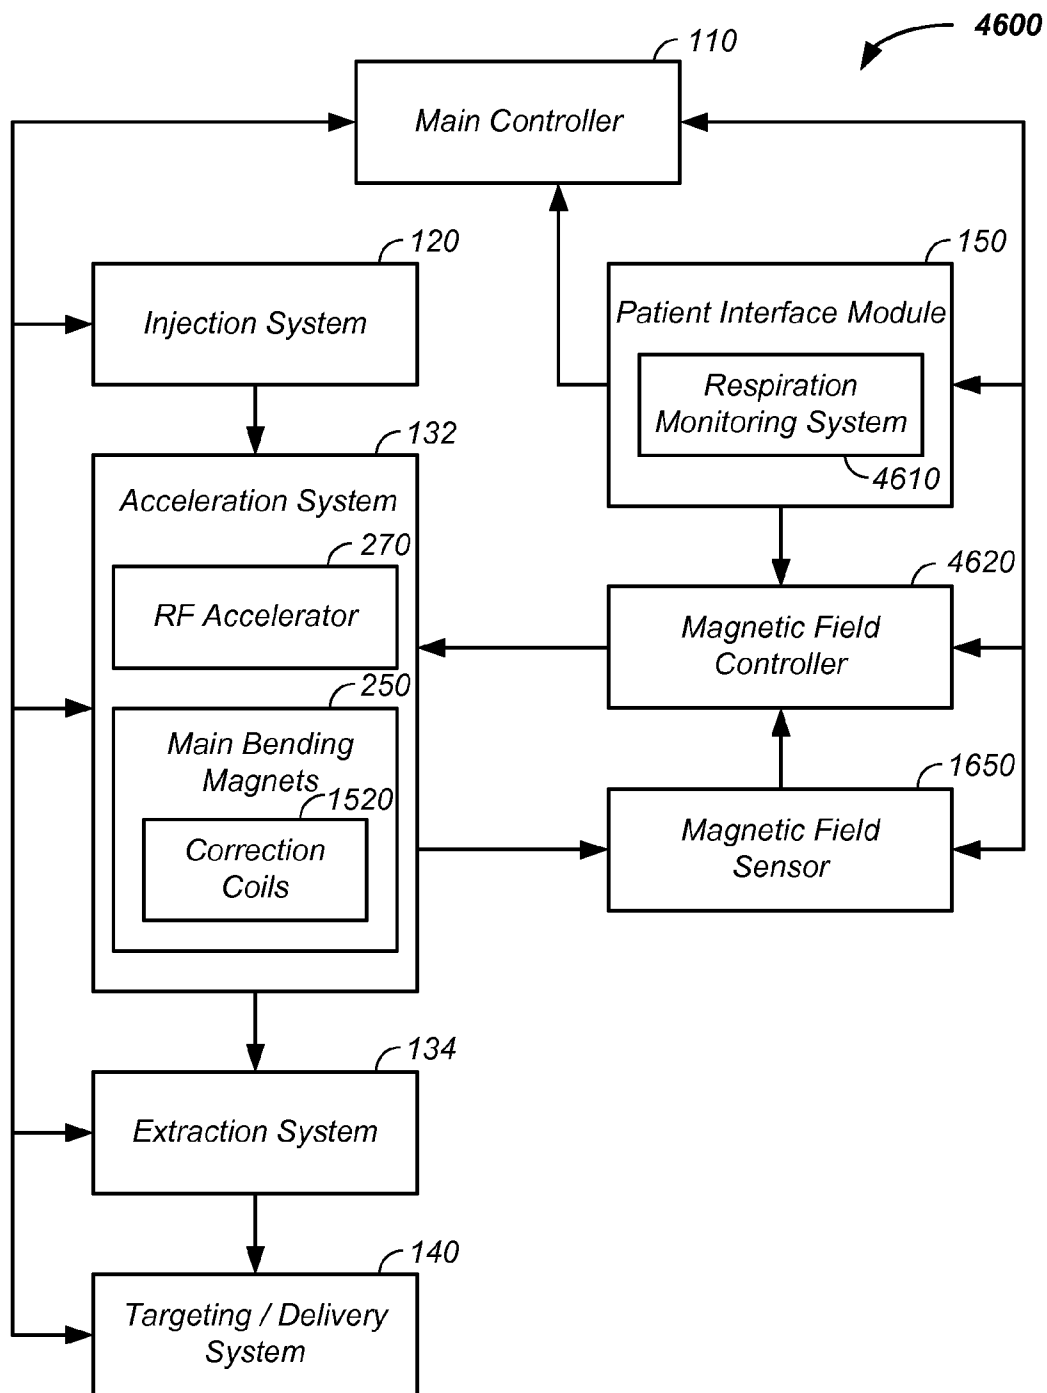 4600
110
Main Controller
120
Injection System
150
Patient Interface Module
Respiration
Monitoring System
4610
132
Acceleration System
270
RF Accelerator
4620
Magnetic Field
Controller
250
Main Bending
Magnets
1520
Correction
Coils
1650
Magnetic Field
Sensor
134
Extraction System
140
Targeting / Delivery
System